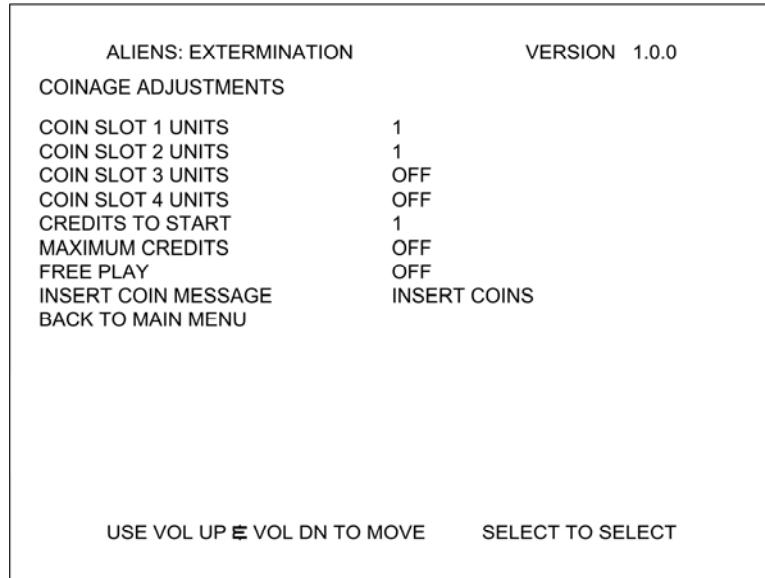 ALIENS: EXTERMINATION VERSION 1.0.0
COINAGE ADJUSTMENTS
COIN SLOT 1 UNITS 1
COIN SLOT 2 UNITS 1
COIN SLOT 3 UNITS OFF
COIN SLOT 4 UNITS OFF
CREDITS TO START 1
MAXIMUM CREDITS OFF
FREE PLAY OFF
INSERT COIN MESSAGE INSERT COINS
BACK TO MAIN MENU
USE VOL UP & VOL DN TO MOVE SELECT TO SELECT